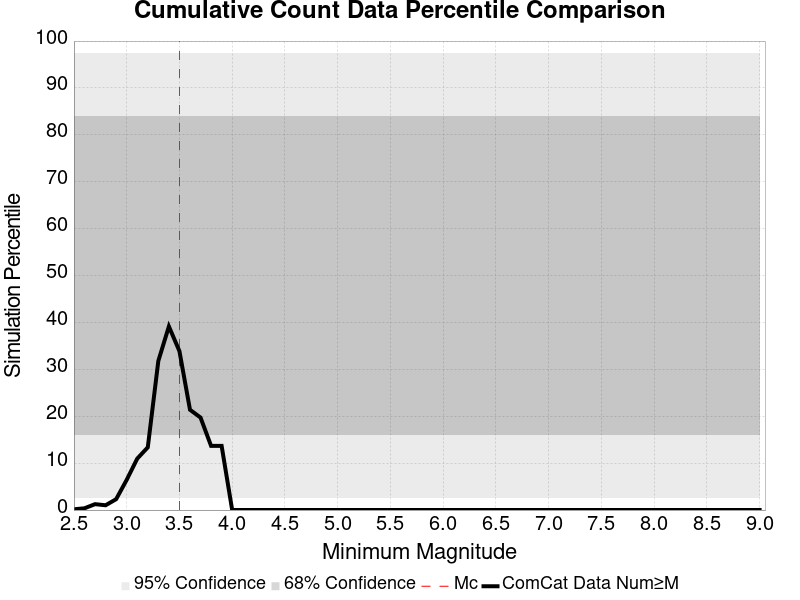 Cumulative Count Data Percentile Comparison
Simulation Percentile
100
90
80
70
60
50
40
30
20
10
0
2.5 3.0 3.5 4.0 4.5 5.0 5.5 6.0 6.5 7.0 7.5 8.0 8.5 9.0
Minimum Magnitude
95% Confidence 68% Confidence Mc ComCat Data Num≥M